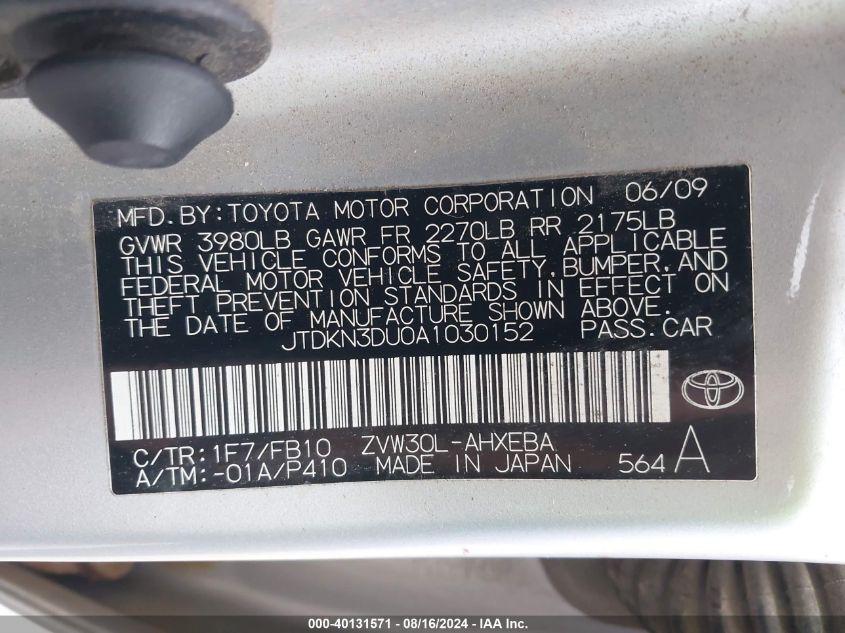 MFD. BY: TOYOTA MOTOR CORPORATION 06/09
GVWR 3980LB GAWR FR 2270LB RR 2175LB
THIS VEHICLE CONFORMS TO ALL APPLICABLE
FEDERAL MOTOR VEHICLE SAFETY, BUMPER, AND
THEFT PREVENTION STANDARDS IN EFFECT ON
THE DATE OF MANUFACTURE SHOWN ABOVE.
JTDKN3DU0A1030152 PASS. CAR
C/TR: 1F7/FB10 ZVW30L-AHXEBA
A/TM: -01A/P410 MADE IN JAPAN 564 A
000-40131571 - 08/16/2024 - IAA Inc.